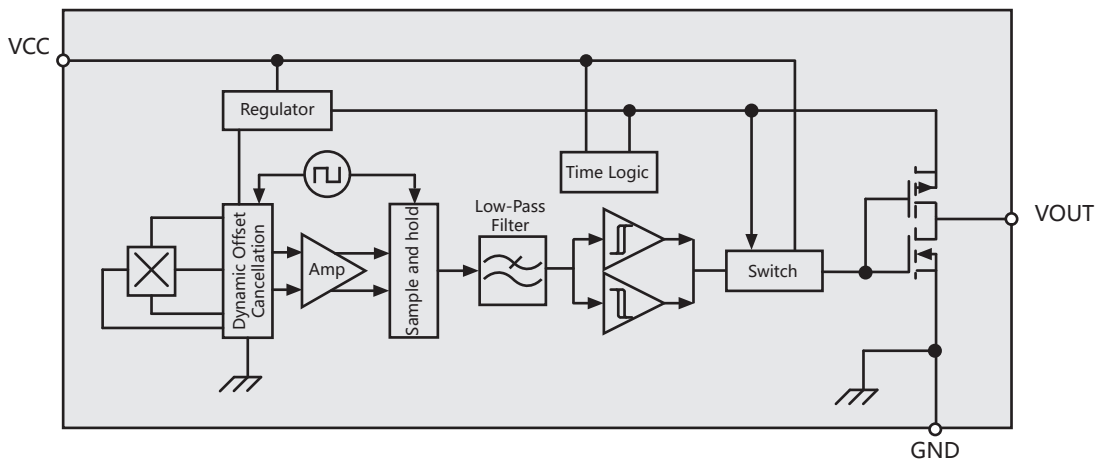 VCC
Regulator
Time Logic
Low-Pass
Filter
VOUT
Dynamic Offset
Cancellation
Amp
Sample and hold
Switch
GND